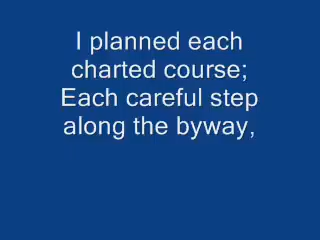 I planned each
charted course;
Each careful step
along the byway,